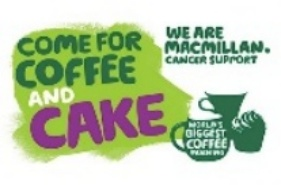 COME FOR
COFFEE
AND
CAKE
WE ARE
MACMILLAN.
CANCER SUPPORT
WORLD'S
BIGGEST
COFFEE
MORNING